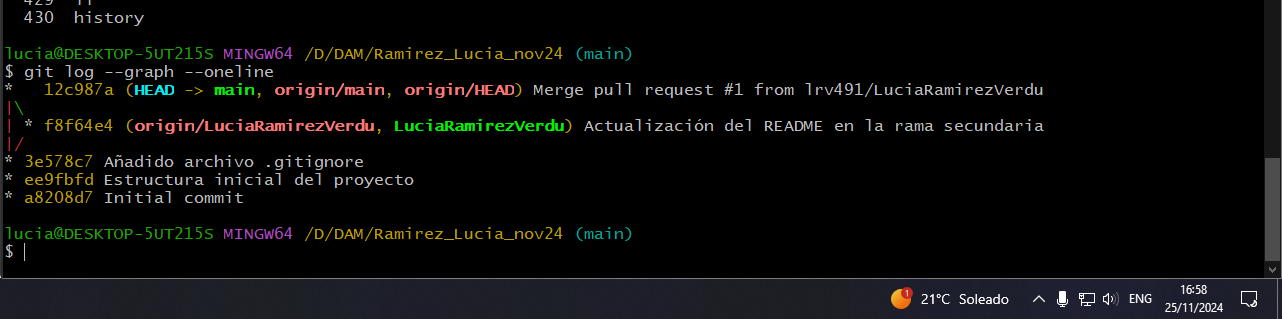 430 history
lucia@DESKTOP-5UT215S MINGW64 /D/DAM/Ramirez_Lucia_nov24 (main)
$ git log --graph --oneline
*   12c987a (HEAD -> main, origin/main, origin/HEAD) Merge pull request #1 from lrv491/LuciaRamirezVerdu
|\
| * f8f64e4 (origin/LuciaRamirezVerdu, LuciaRamirezVerdu) Actualización del README en la rama secundaria
|/
* 3e578c7 Añadido archivo .gitignore
* ee9fbfd Estructura inicial del proyecto
* a8208d7 Initial commit
lucia@DESKTOP-5UT215S MINGW64 /D/DAM/Ramirez_Lucia_nov24 (main)
$
1
21°C Soleado
ENG
16:58
25/11/2024